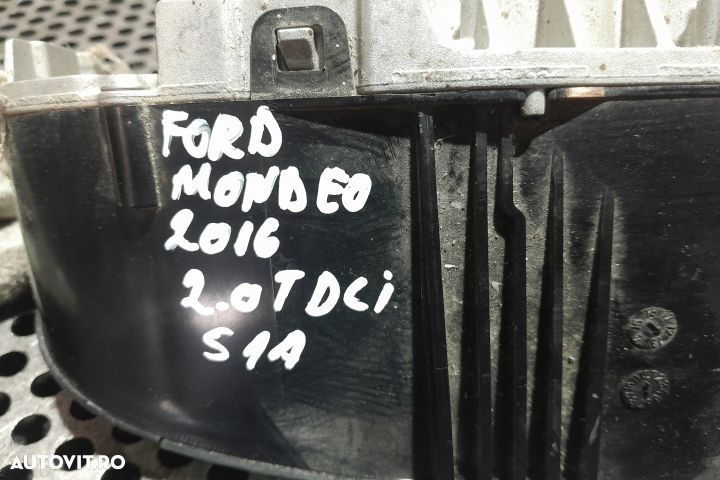 FORD
MONDEO
2016
2.0TDCi
S1A
AUTOVIT.RO